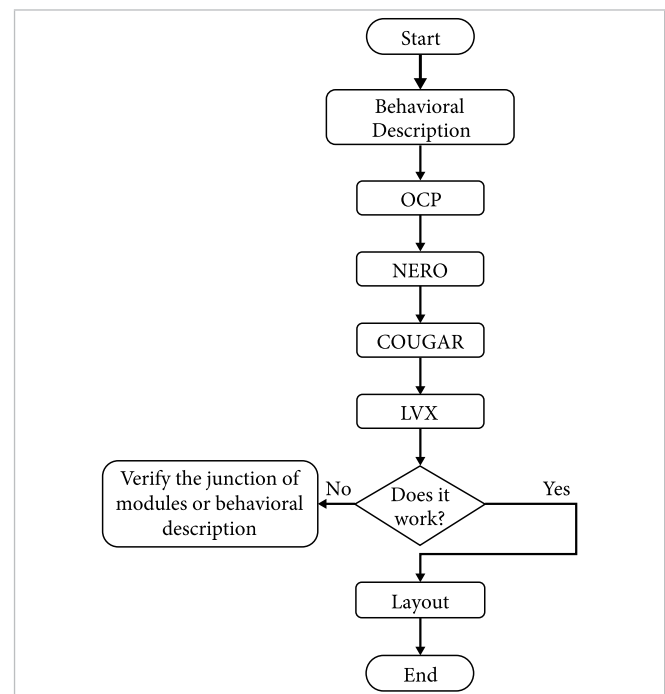 Start
Behavioral
Description
OCP
NERO
COUGAR
LVX
Does it
work?
No
Yes
Verify the junction of
modules or behavioral
description
Layout
End